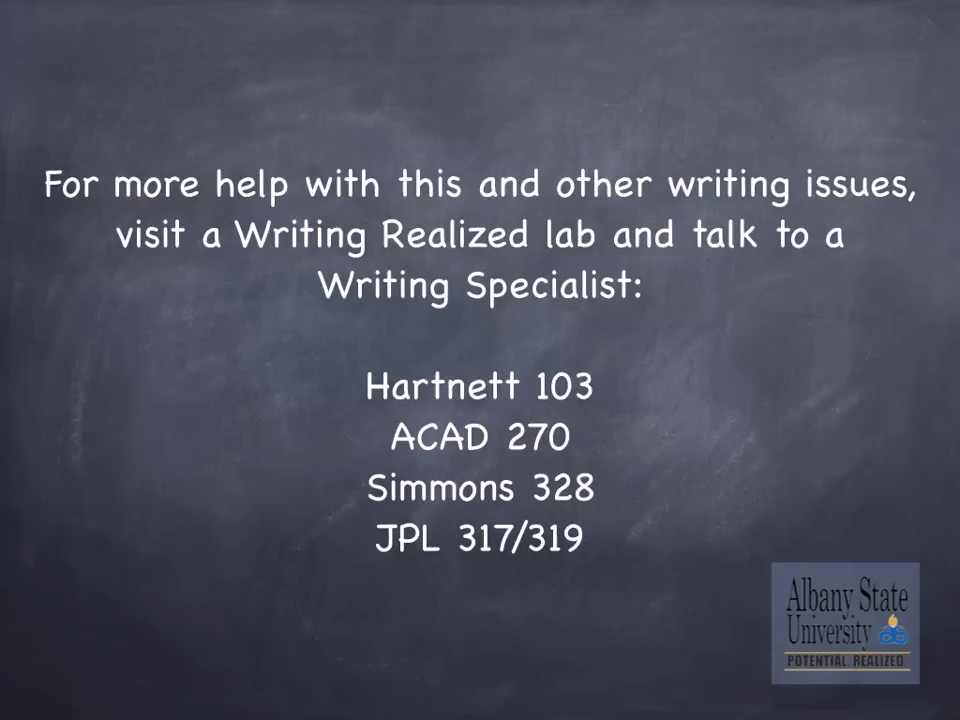 For more help with this and other writing issues,
visit a Writing Realized lab and talk to a
Writing Specialist:
Hartnett 103
ACAD 270
Simmons 328
JPL 317/319
Albany State
University
POTENTIAL. REALIZED.